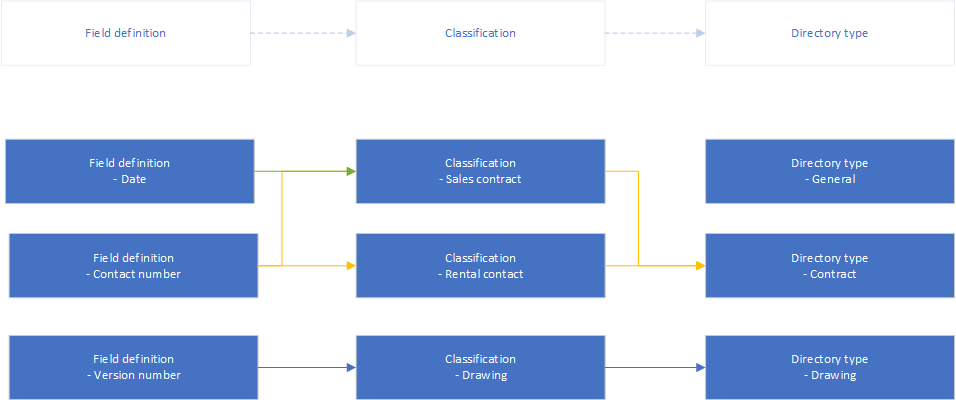 Field definition
Classification
Directory type
Field definition
- Date
Classification
- Sales contract
Directory type
- General
Field definition
- Contact number
Classification
- Rental contact
Directory type
- Contract
Field definition
- Version number
Classification
- Drawing
Directory type
- Drawing